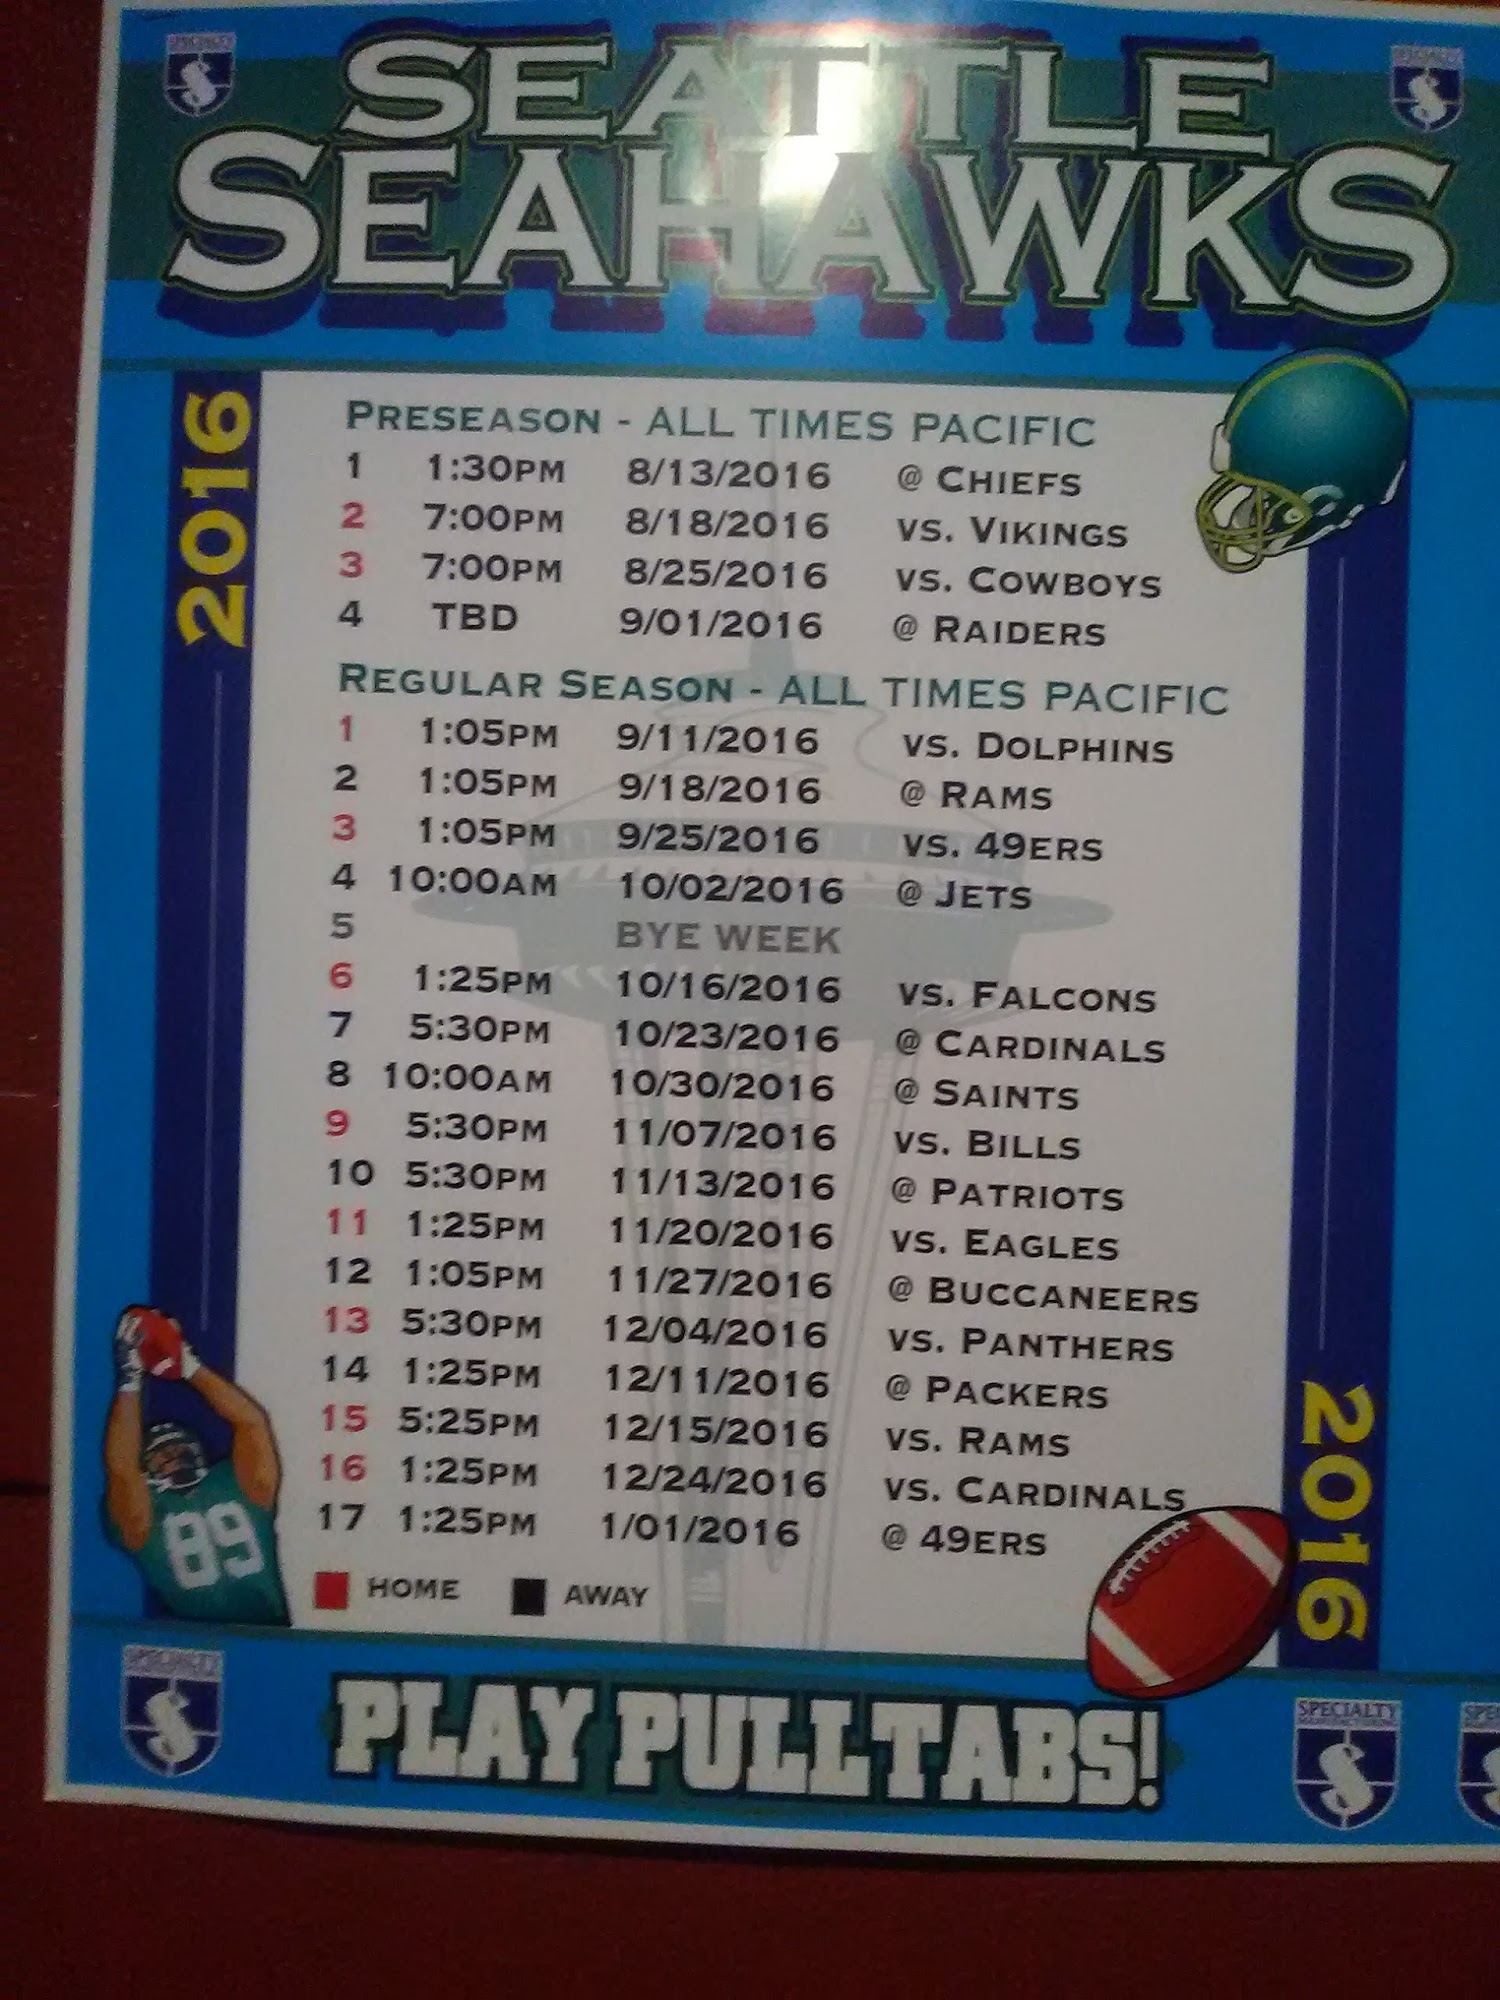 SPECIALTY
SEATTLE
SEAHAWKS
2016
PRESEASON - ALL TIMES PACIFIC
1 1:30PM 8/13/2016 @ CHIEFS
2 7:00PM 8/18/2016 VS. VIKINGS
3 7:00PM 8/25/2016 VS. COWBOYS
4 TBD 9/01/2016 @ RAIDERS
REGULAR SEASON - ALL TIMES PACIFIC
1 1:05PM 9/11/2016 VS. DOLPHINS
2 1:05PM 9/18/2016 @ RAMS
3 1:05PM 9/25/2016 VS. 49ERS
4 10:00AM 10/02/2016 @ JETS
5 BYE WEEK
6 1:25PM 10/16/2016 VS. FALCONS
7 5:30PM 10/23/2016 @ CARDINALS
8 10:00AM 10/30/2016 @ SAINTS
9 5:30PM 11/07/2016 VS. BILLS
10 5:30PM 11/13/2016 @ PATRIOTS
11 1:25PM 11/20/2016 VS. EAGLES
12 1:05PM 11/27/2016 @ BUCCANEERS
13 5:30PM 12/04/2016 VS. PANTHERS
14 1:25PM 12/11/2016 @ PACKERS
15 5:25PM 12/15/2016 VS. RAMS
16 1:25PM 12/24/2016 VS. CARDINALS
17 1:25PM 1/01/2016 @ 49ERS
HOME AWAY
89
2016
SPECIALTY
S
PLAY PULLTABS!
SPECIALTY
MANUFACTURING
S